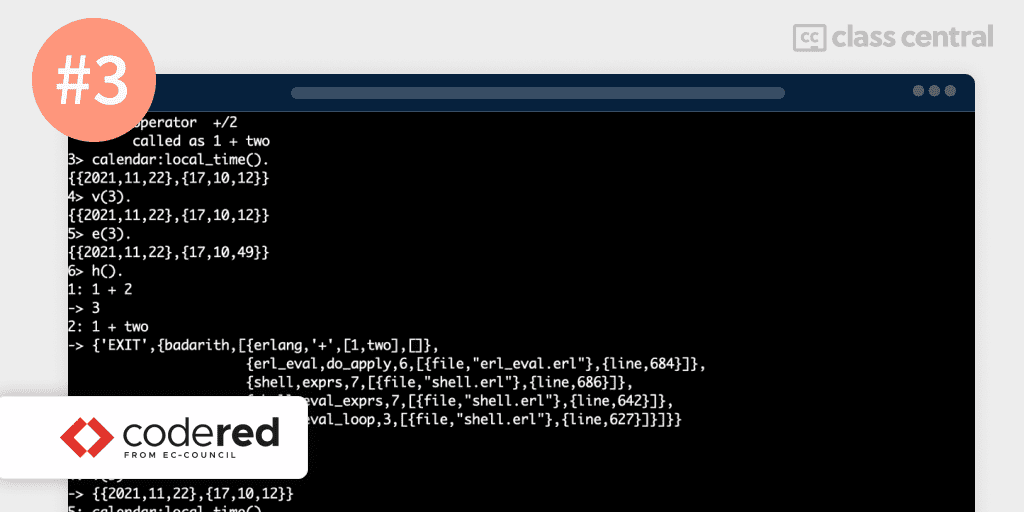 #3
class central
operator  +/2
called as 1 + two
3> calendar:local_time().
{{2021,11,22},{17,10,12}}
4> v(3).
{{2021,11,22},{17,10,12}}
5> e(3).
{{2021,11,22},{17,10,49}}
6> h().
1: 1 + 2
-> 3
2: 1 + two
-> {'EXIT',{badarith,[{erlang,'+',[1,two],[]},
{erl_eval,do_apply,6,[{file,"erl_eval.erl"},{line,684}]},
{shell,exprs,7,[{file,"shell.erl"},{line,686}]},
eval_exprs,7,[{file,"shell.erl"},{line,642}]},
eval_loop,3,[{file,"shell.erl"},{line,627}]}]}}
codered
FROM EC-COUNCIL
-> {{2021,11,22},{17,10,12}}
5: calendar:local_time()